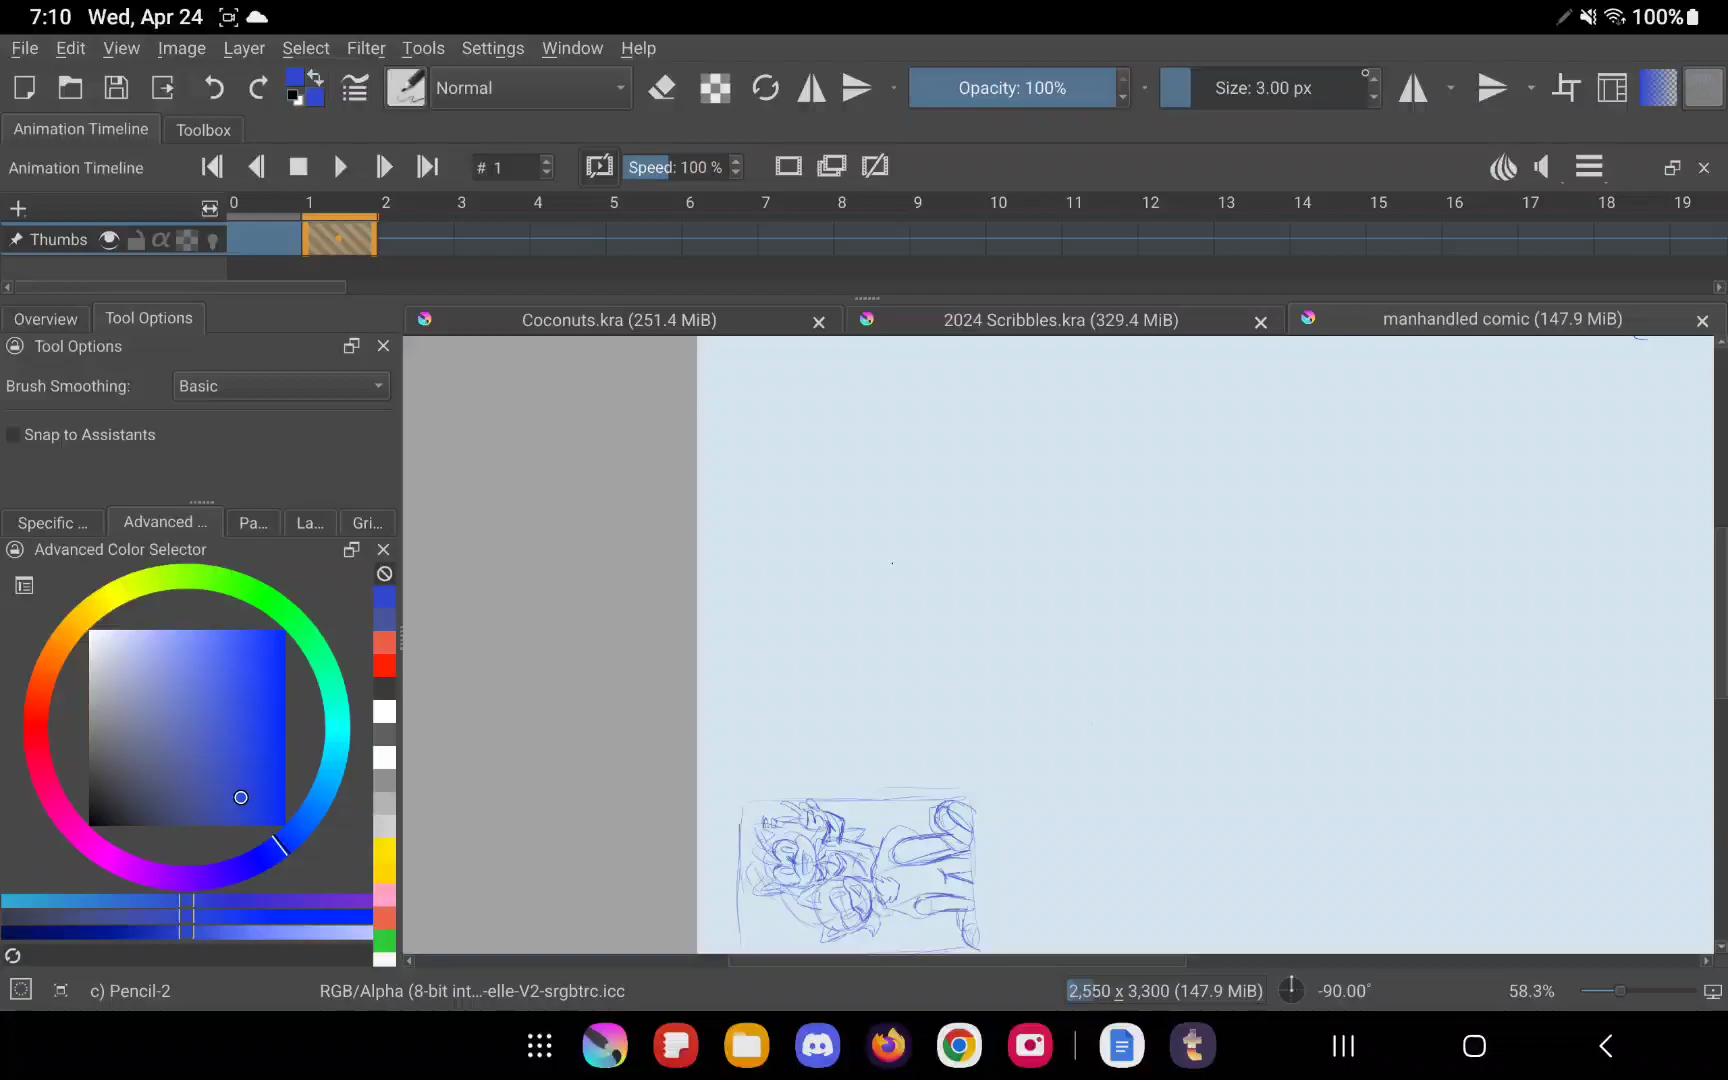 7:10 Wed, Apr 24 100%
File Edit View Image Layer Select Filter Tools Settings Window Help
Normal Opacity: 100% Size: 3.00 px
Animation Timeline Toolbox
Animation Timeline # 1 Speed: 100 %
0 1 2 3 4 5 6 7 8 9 10 11 12 13 14 15 16 17 18 19
Thumbs
Overview Tool Options Coconuts.kra (251.4 MiB) 2024 Scribbles.kra (329.4 MiB) manhandled comic (147.9 MiB)
Tool Options
Brush Smoothing: Basic
Snap to Assistants
Specific ... Advanced ... Pa... La... Gri...
Advanced Color Selector
c) Pencil-2 RGB/Alpha (8-bit int...-elle-V2-srgbtrc.icc 2,550 x 3,300 (147.9 MiB) -90.00° 58.3%